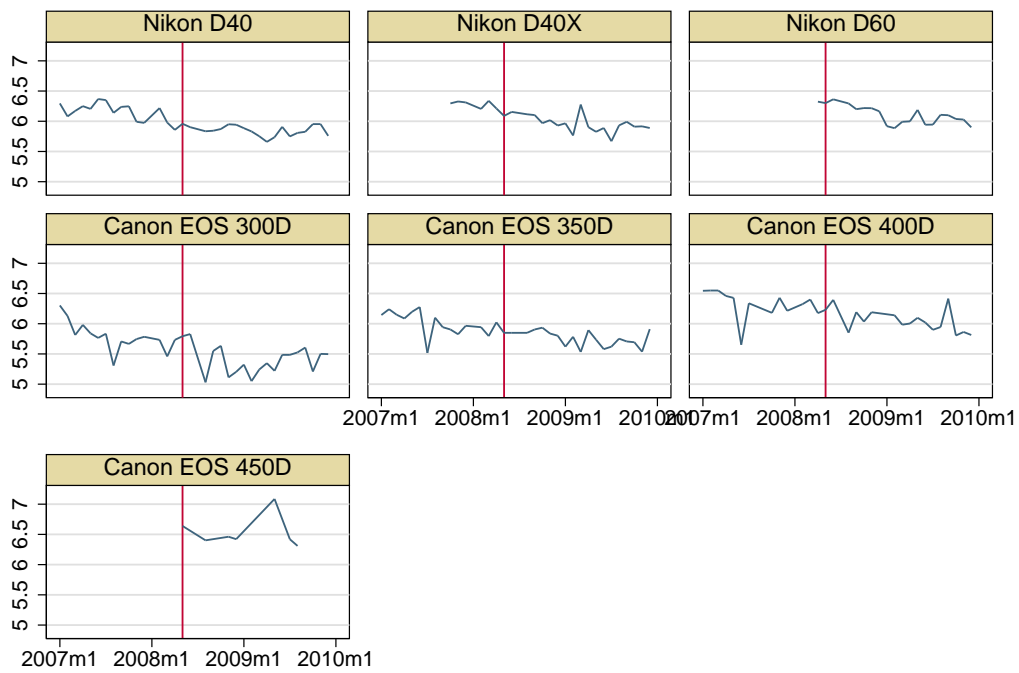 Nikon D40
Nikon D40X
Nikon D60
7
6.5
6
5.5
5
Canon EOS 300D
Canon EOS 350D
Canon EOS 400D
7
6.5
6
5.5
5
2007m1 2008m1 2009m1 2010m1
2007m1 2008m1 2009m1 2010m1
Canon EOS 450D
7
6.5
6
5.5
5
2007m1 2008m1 2009m1 2010m1